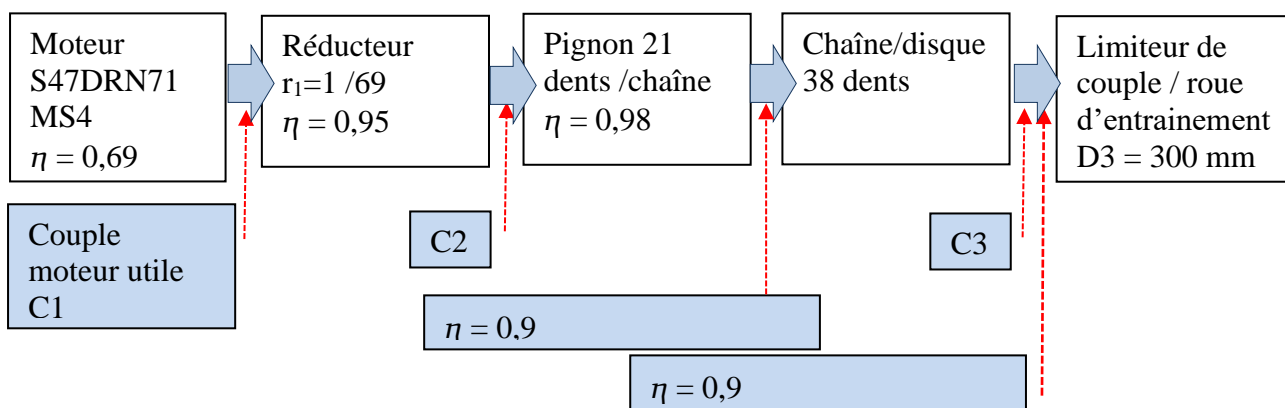 Moteur
S47DRN71
MS4
η = 0,69
Réducteur
r₁=1 /69
η = 0,95
Pignon 21
dents /chaîne
η = 0,98
Chaîne/disque
38 dents
Limiteur de
couple / roue
d’entrainement
D3 = 300 mm
Couple
moteur utile
C1
C2
C3
η = 0,9
η = 0,9